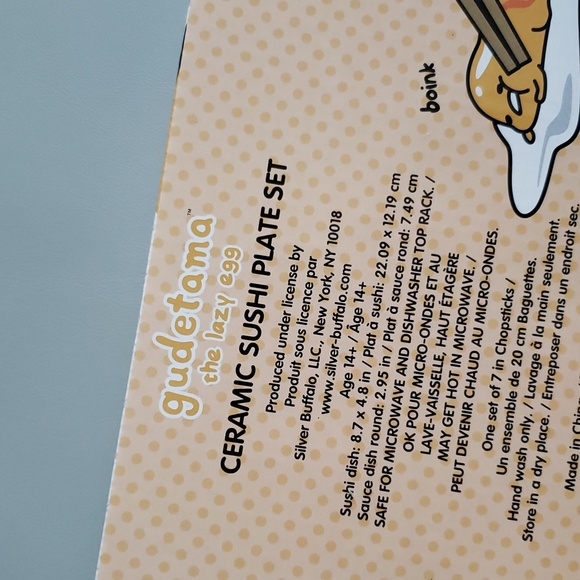 gudetama™
the lazy egg
CERAMIC SUSHI PLATE SET
Produced under license by
Produit sous licence par
Silver Buffalo, LLC., New York, NY 10018
www.silver-buffalo.com
Age 14+ / Âge 14+
Sushi dish: 8.7 x 4.8 in / Plat à sushi: 22.09 x 12.19 cm
Sauce dish round: 2.95 in / Plat à sauce rond: 7.49 cm
SAFE FOR MICROWAVE AND DISHWASHER TOP RACK. /
OK POUR MICRO-ONDES ET AU
LAVE-VAISSELLE, HAUT ÉTAGÈRE
MAY GET HOT IN MICROWAVE. /
PEUT DEVENIR CHAUD AU MICRO-ONDES.
One set of 7 in Chopsticks /
Un ensemble de 20 cm Baguettes.
Hand wash only. / Lavage à la main seulement.
Store in a dry place. / Entreposer dans un endroit sec.
Made in China
boink